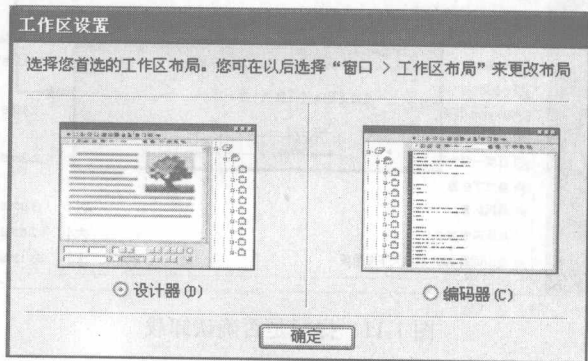 工作区设置
选择您首选的工作区布局。您可在以后选择“窗口 > 工作区布局”来更改布局
设计器(D)
编码器(C)
确定